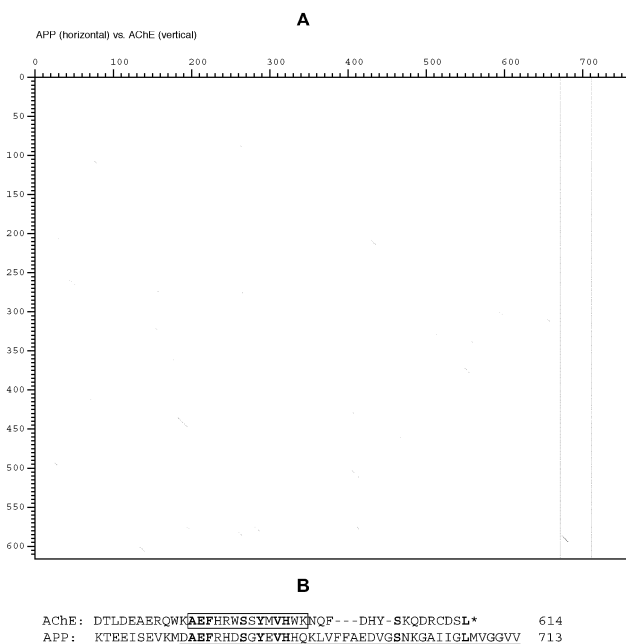 A
APP (horizontal) vs. AChE (vertical)
0 100 200 300 400 500 600 700
0
50
100
150
200
250
300
350
400
450
500
550
600
B
AChE: DTLDEAERQWKAEFHRWSSYMVHWKNQF---DHY-SKQDRCDSL* 614
APP: KTEEISEVKMDAEFRHDSGYEVHHQKLVFFAEDVGSNKGAIIGLMVGGVV 713